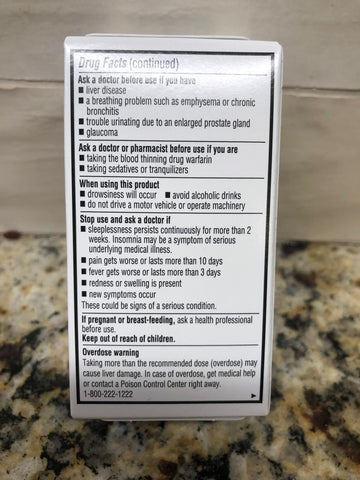 Drug Facts (continued)
Ask a doctor before use if you have
■ liver disease
■ a breathing problem such as emphysema or chronic
bronchitis
■ trouble urinating due to an enlarged prostate gland
■ glaucoma
Ask a doctor or pharmacist before use if you are
■ taking the blood thinning drug warfarin
■ taking sedatives or tranquilizers
When using this product
■ drowsiness will occur ■ avoid alcoholic drinks
■ do not drive a motor vehicle or operate machinery
Stop use and ask a doctor if
■ sleeplessness persists continuously for more than 2
weeks. Insomnia may be a symptom of serious
underlying medical illness.
■ pain gets worse or lasts more than 10 days
■ fever gets worse or lasts more than 3 days
■ redness or swelling is present
■ new symptoms occur
These could be signs of a serious condition.
If pregnant or breast-feeding, ask a health professional
before use.
Keep out of reach of children.
Overdose warning
Taking more than the recommended dose (overdose) may
cause liver damage. In case of overdose, get medical help
or contact a Poison Control Center right away.
1-800-222-1222